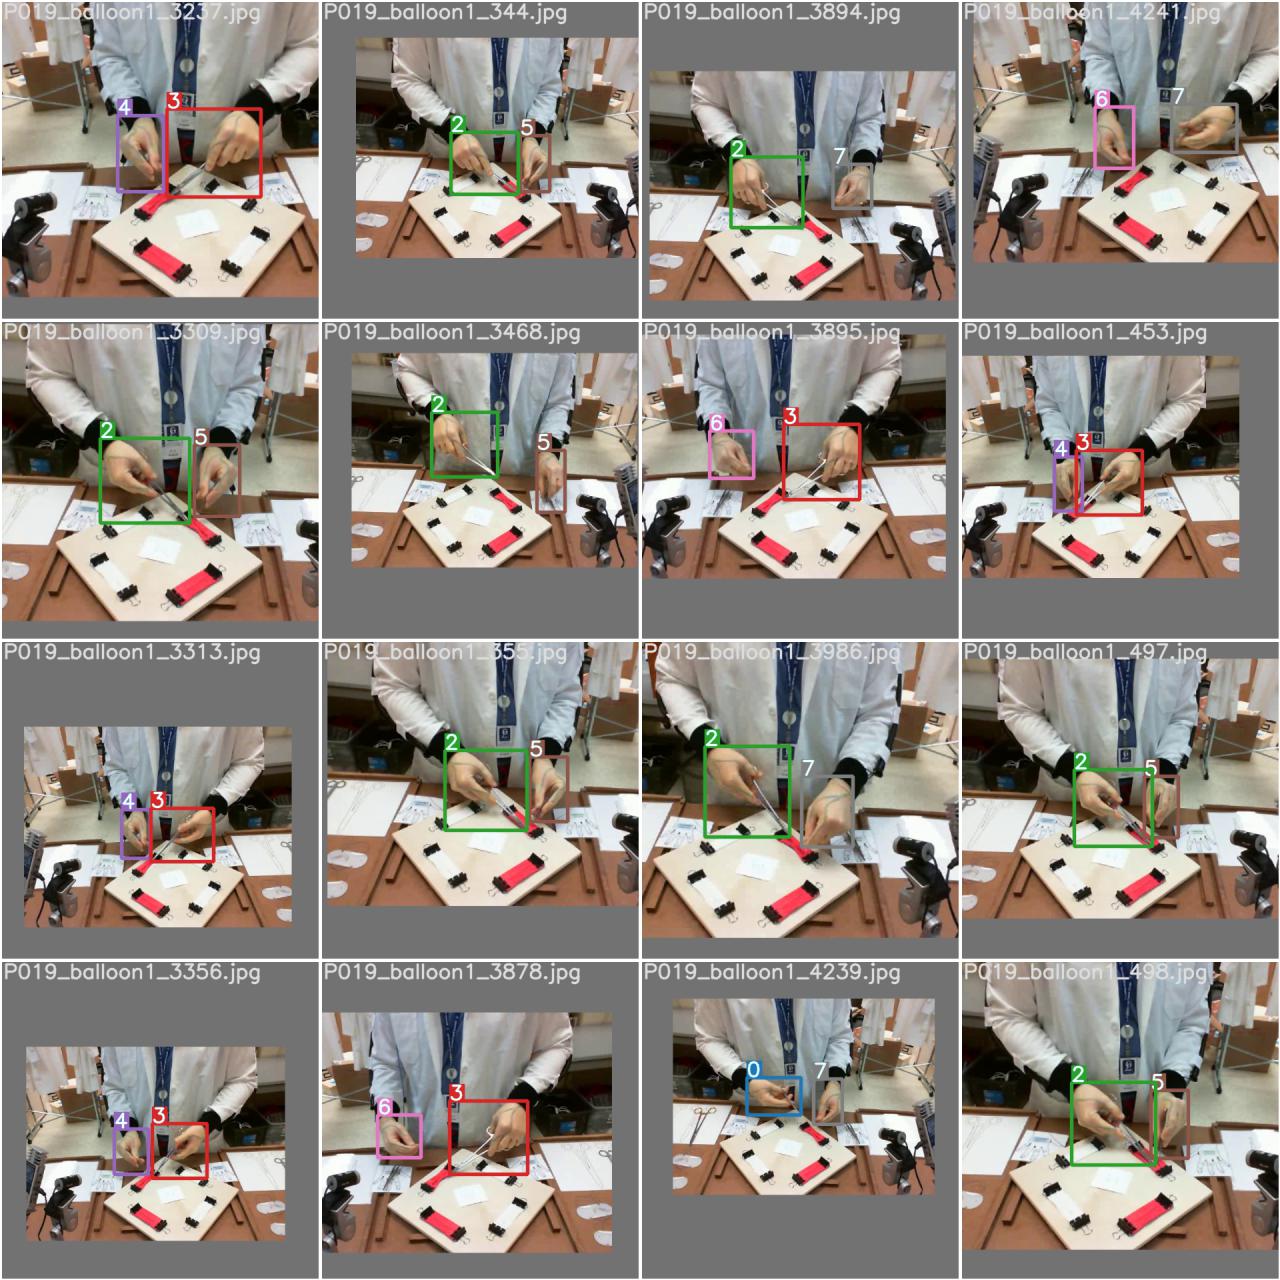 P019_balloon1_3237.jpg
4
3
P019_balloon1_344.jpg
2
5
P019_balloon1_3894.jpg
2
7
P019_balloon1_4241.jpg
6
7
P019_balloon1_3309.jpg
2
5
P019_balloon1_3468.jpg
2
5
P019_balloon1_3895.jpg
6
3
P019_balloon1_453.jpg
4
3
P019_balloon1_3313.jpg
4
3
P019_balloon1_355.jpg
2
5
P019_balloon1_3986.jpg
2
7
P019_balloon1_497.jpg
2
5
P019_balloon1_3356.jpg
4
3
P019_balloon1_3878.jpg
6
3
P019_balloon1_4239.jpg
0
7
P019_balloon1_498.jpg
2
5